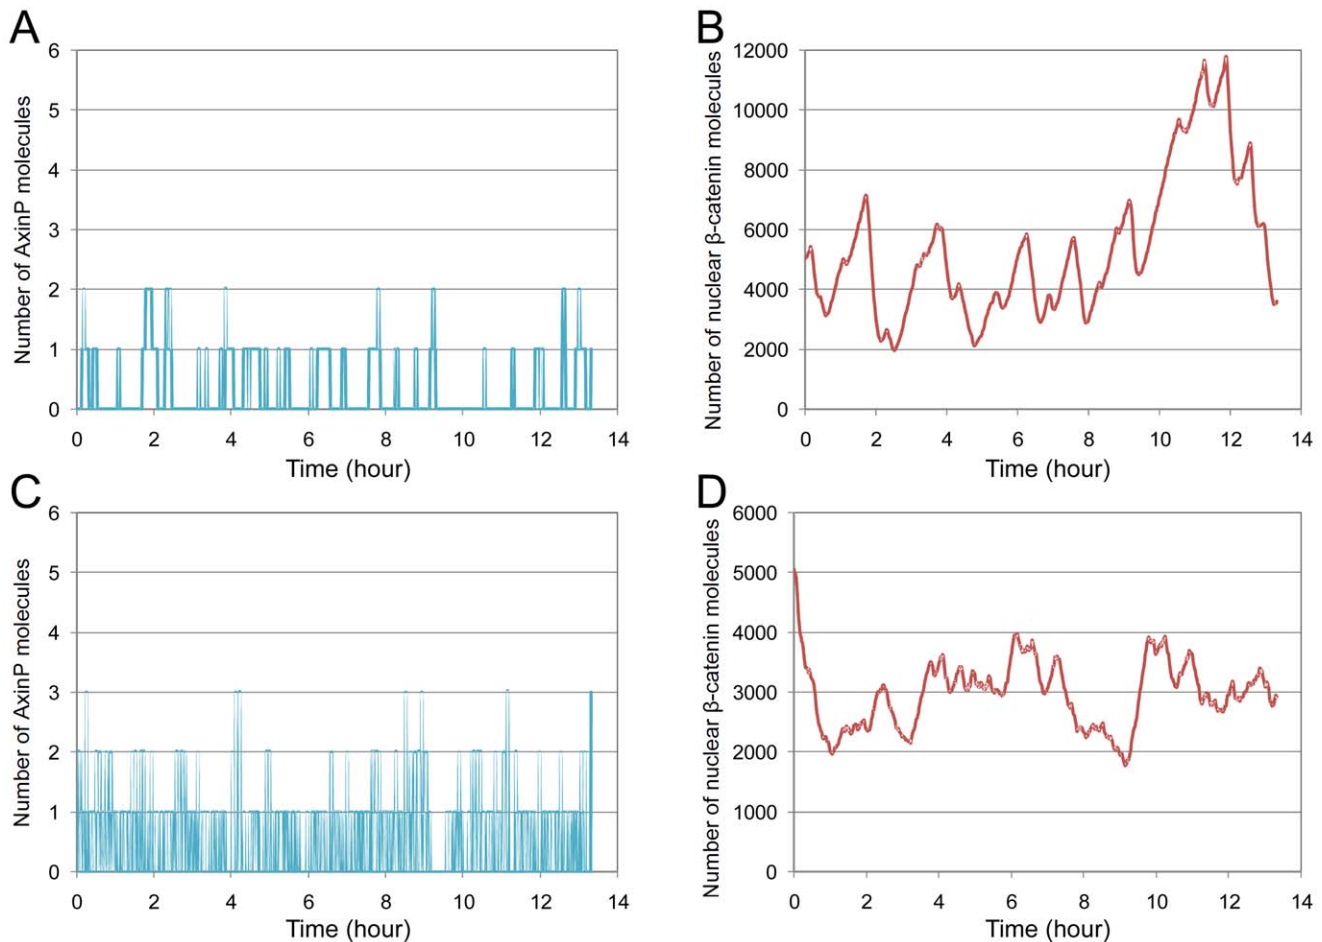 A
6
5
4
3
2
1
0
Number of AxinP molecules
0 2 4 6 8 10 12 14
Time (hour)
B
12000
10000
8000
6000
4000
2000
0
Number of nuclear β-catenin molecules
0 2 4 6 8 10 12 14
Time (hour)
C
6
5
4
3
2
1
0
Number of AxinP molecules
0 2 4 6 8 10 12 14
Time (hour)
D
6000
5000
4000
3000
2000
1000
0
Number of nuclear β-catenin molecules
0 2 4 6 8 10 12 14
Time (hour)